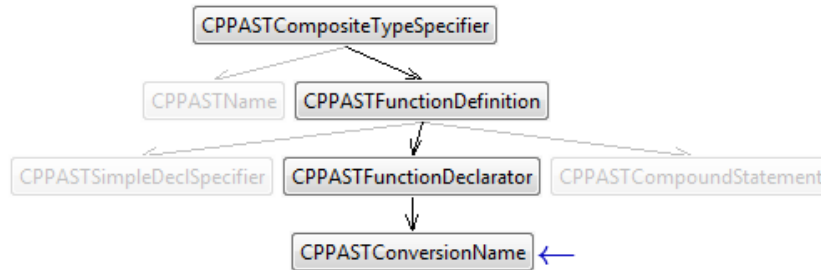 CPPASTCompositeTypeSpecifier
CPPASTName CPPASTFunctionDefinition
CPPASTSimpleDeclSpecifier CPPASTFunctionDeclarator CPPASTCompoundStatement
CPPASTConversionName